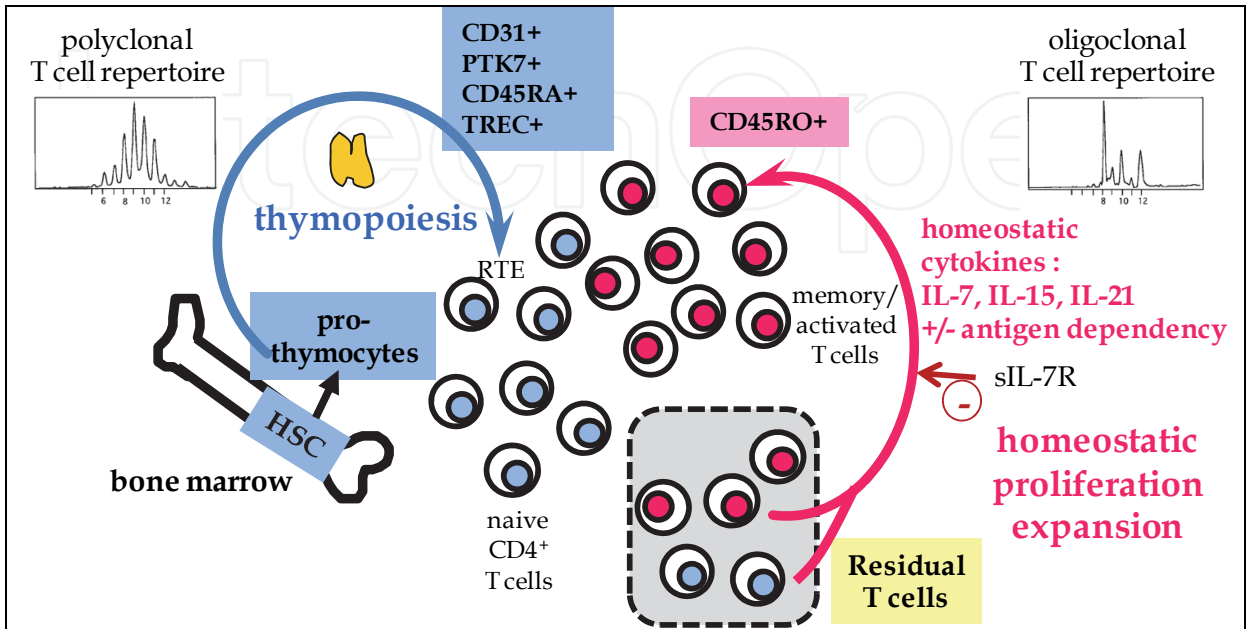 polyclonal
T cell repertoire
6 8 10 12
CD31+
PTK7+
CD45RA+
TREC+
CD45RO+
oligoclonal
T cell repertoire
8 10 12
thymopoiesis
RTE
pro-
thymocytes
HSC
bone marrow
naive
CD4+
T cells
memory/
activated
T cells
homeostatic
cytokines :
IL-7, IL-15, IL-21
+/- antigen dependency
sIL-7R
-
homeostatic
proliferation
expansion
Residual
T cells